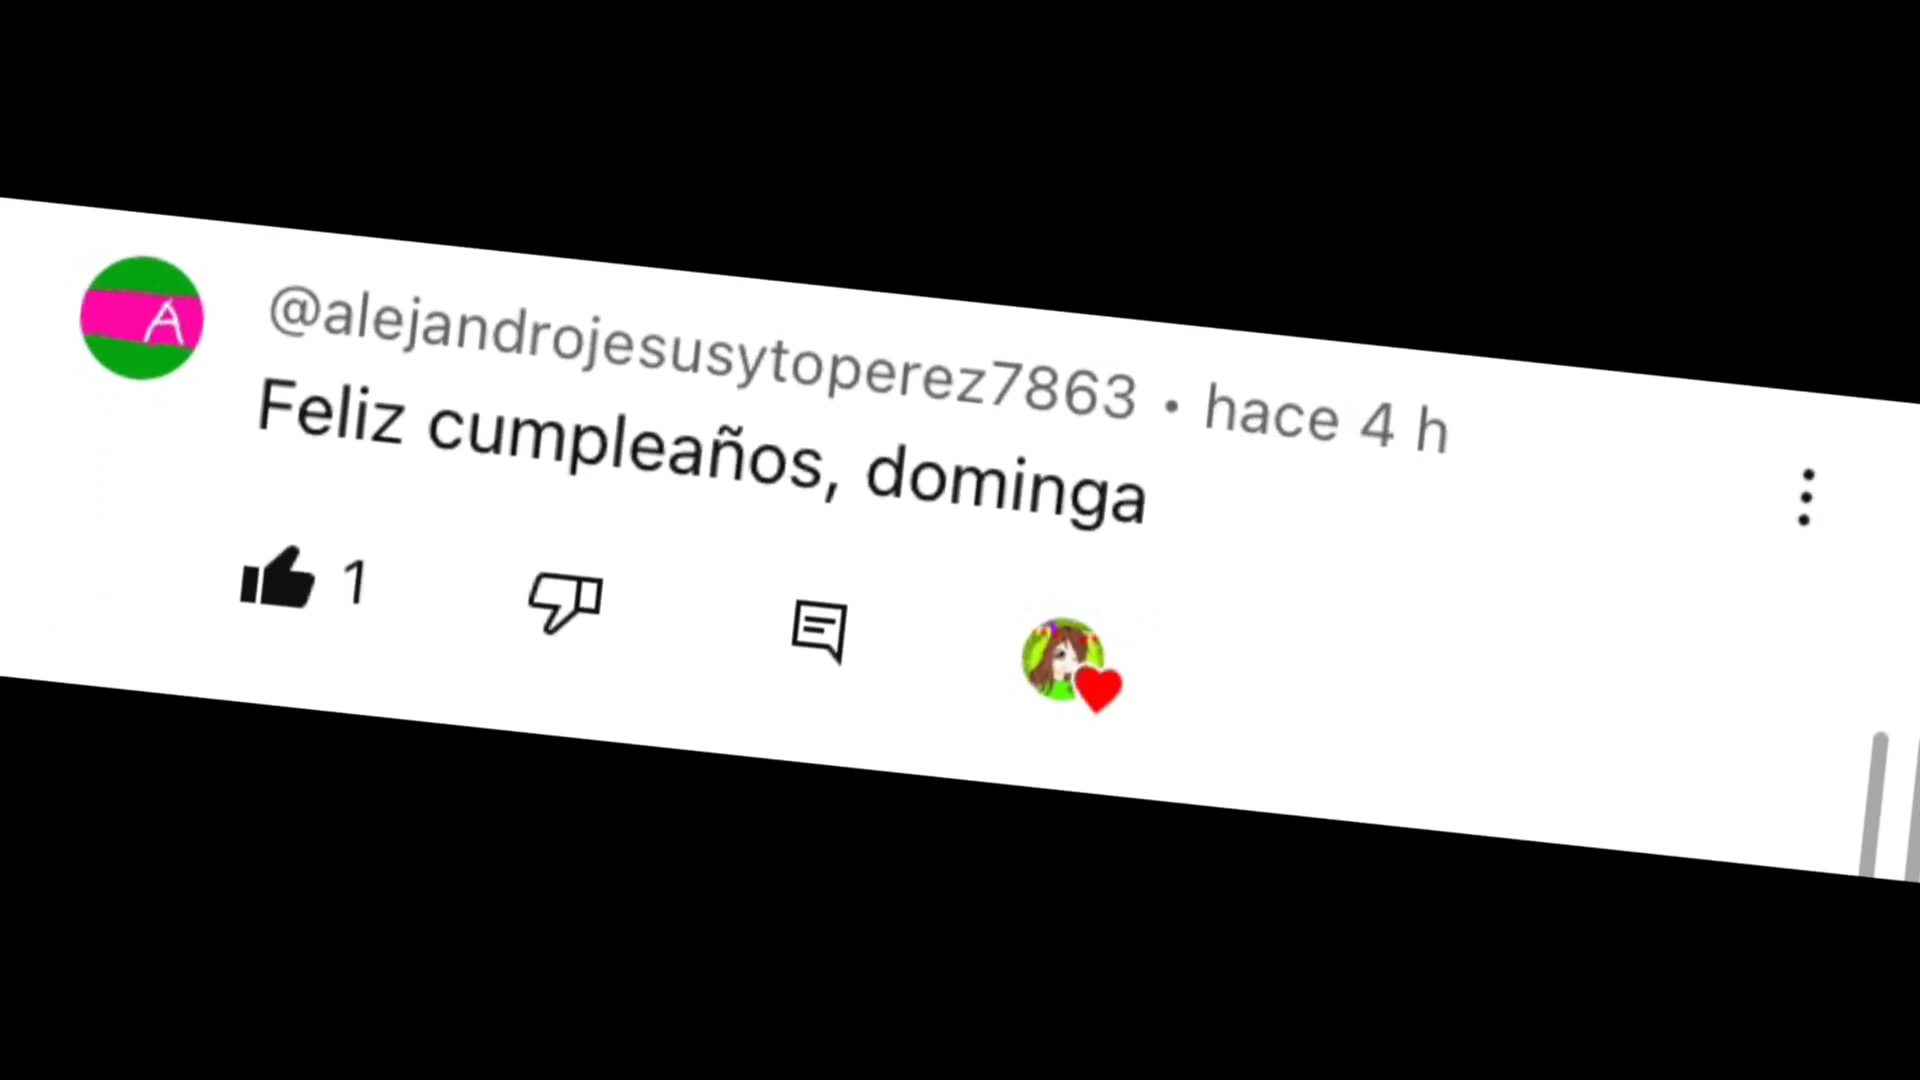 A
@alejandrojesusytoperez7863 • hace 4 h
Feliz cumpleaños, dominga
1